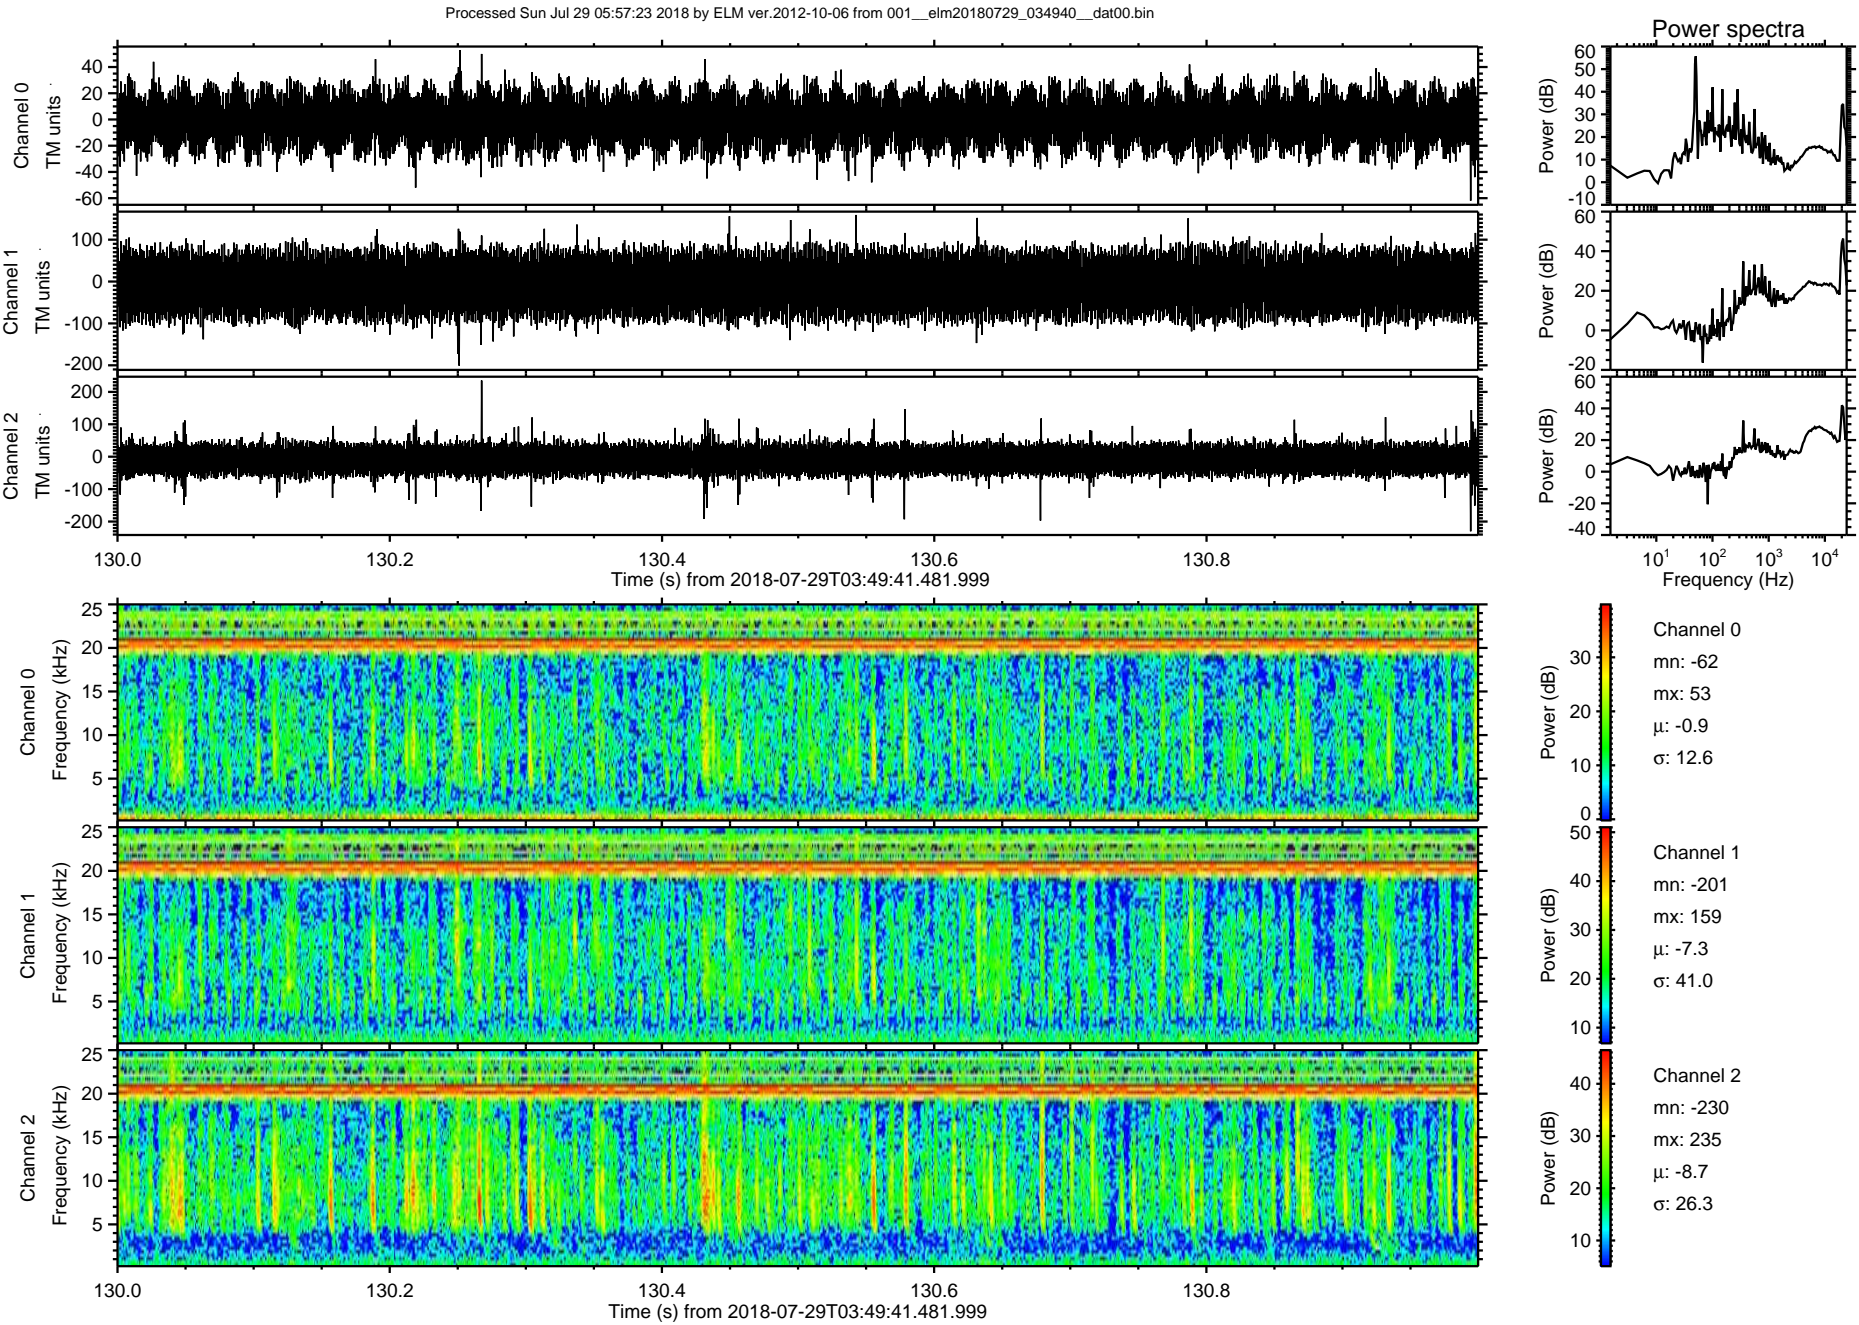 Processed Sun Jul 29 05:57:23 2018 by ELM ver.2012-10-06 from 001__elm20180729_034940__dat00.bin
Power spectra
Channel 0
TM units
40
20
0
-20
-40
-60
Power (dB)
60
50
40
30
20
10
0
-10
Channel 1
TM units
100
0
-100
-200
Power (dB)
60
40
20
0
-20
Channel 2
TM units
200
100
0
-100
-200
Power (dB)
60
40
20
0
-20
-40
130.0 130.2 130.4 130.6 130.8
Time (s) from 2018-07-29T03:49:41.481.999
10¹ 10² 10³ 10⁴
Frequency (Hz)
Channel 0
Frequency (kHz)
25
20
15
10
5
Power (dB)
30
20
10
0
Channel 0
mn: -62
mx: 53
μ: -0.9
σ: 12.6
Channel 1
Frequency (kHz)
25
20
15
10
5
Power (dB)
50
40
30
20
10
Channel 1
mn: -201
mx: 159
μ: -7.3
σ: 41.0
Channel 2
Frequency (kHz)
25
20
15
10
5
Power (dB)
40
30
20
10
Channel 2
mn: -230
mx: 235
μ: -8.7
σ: 26.3
130.0 130.2 130.4 130.6 130.8
Time (s) from 2018-07-29T03:49:41.481.999